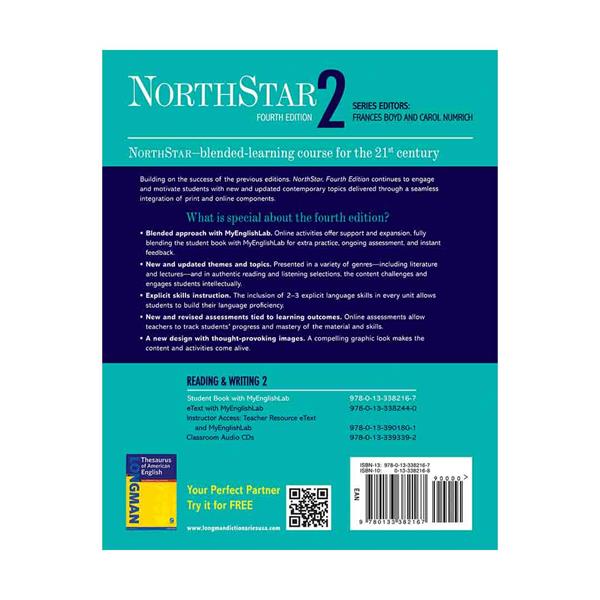 NORTHSTAR 2
FOURTH EDITION
SERIES EDITORS:
FRANCES BOYD AND CAROL NUMRICH
NORTHSTAR—blended-learning course for the 21st century
Building on the success of the previous editions, NorthStar, Fourth Edition continues to engage
and motivate students with new and updated contemporary topics delivered through a seamless
integration of print and online components.
What is special about the fourth edition?
• Blended approach with MyEnglishLab. Online activities offer support and expansion, fully
blending the student book with MyEnglishLab for extra practice, ongoing assessment, and instant
feedback.
• New and updated themes and topics. Presented in a variety of genres—including literature
and lectures—and in authentic reading and listening selections, the content challenges and
engages students intellectually.
• Explicit skills instruction. The inclusion of 2–3 explicit language skills in every unit allows
students to build their language proficiency.
• New and revised assessments tied to learning outcomes. Online assessments allow
teachers to track students' progress and mastery of the material and skills.
• A new design with thought-provoking images. A compelling graphic look makes the
content and activities come alive.
READING & WRITING 2
Student Book with MyEnglishLab 978-0-13-338216-7
eText with MyEnglishLab 978-0-13-338244-0
Instructor Access: Teacher Resource eText
and MyEnglishLab 978-0-13-390180-1
Classroom Audio CDs 978-0-13-339339-2
LONGMAN
Thesaurus
of American
English
Your Perfect Partner
Try it for FREE
www.longmandictionariesusa.com
ISBN-13: 978-0-13-338216-7
ISBN-10: 0-13-338216-8
90000>
EAN
9 780133 382167